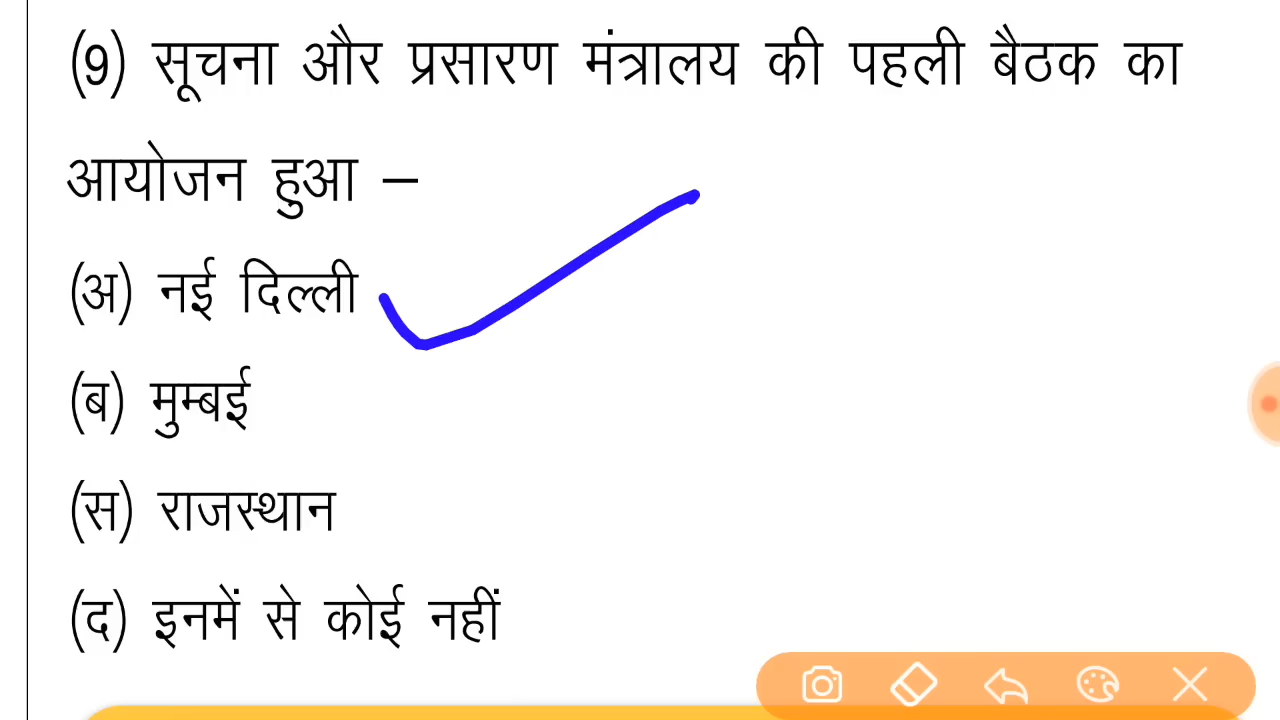 (9) सूचना और प्रसारण मंत्रालय की पहली बैठक का
आयोजन हुआ –
(अ) नई दिल्ली
(ब) मुम्बई
(स) राजस्थान
(द) इनमें से कोई नहीं